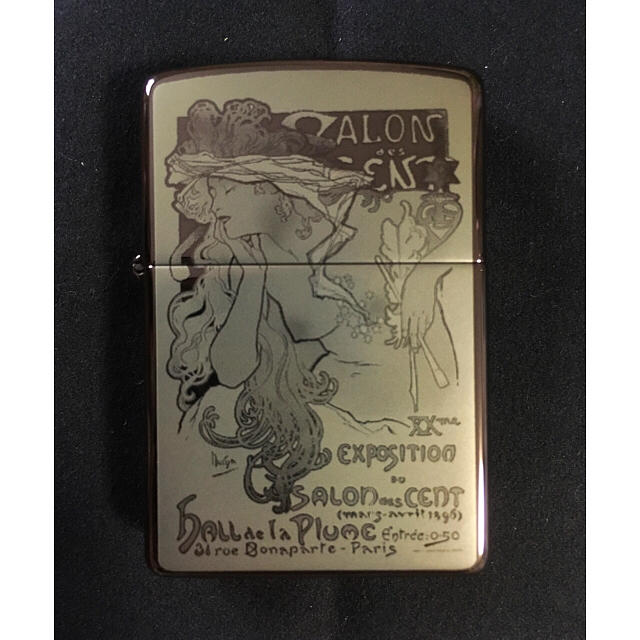 SALON
des
CENT
XXme
EXPOSITION
DU
SALON des CENT
(mars-avril 1896)
HALL de la PLUME Entrée: 0.50
31 rue Bonaparte - Paris
Mucha